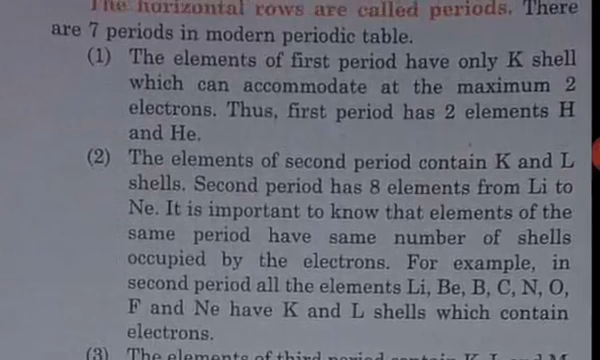 The horizontal rows are called periods. There
are 7 periods in modern periodic table.
(1) The elements of first period have only K shell
which can accommodate at the maximum 2
electrons. Thus, first period has 2 elements H
and He.
(2) The elements of second period contain K and L
shells. Second period has 8 elements from Li to
Ne. It is important to know that elements of the
same period have same number of shells
occupied by the electrons. For example, in
second period all the elements Li, Be, B, C, N, O,
F and Ne have K and L shells which contain
electrons.
(3) The elements of third period contain K, L and M